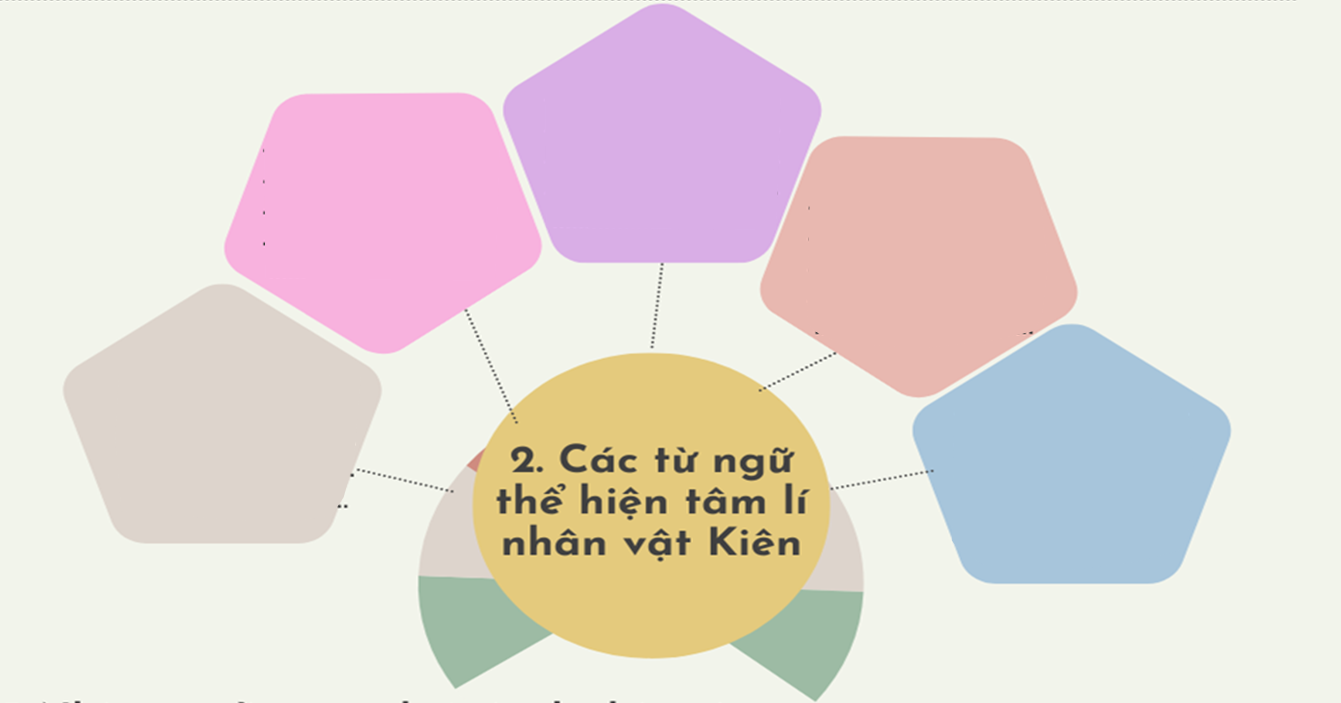 2. Các từ ngữ
thể hiện tâm lí
nhân vật Kiên